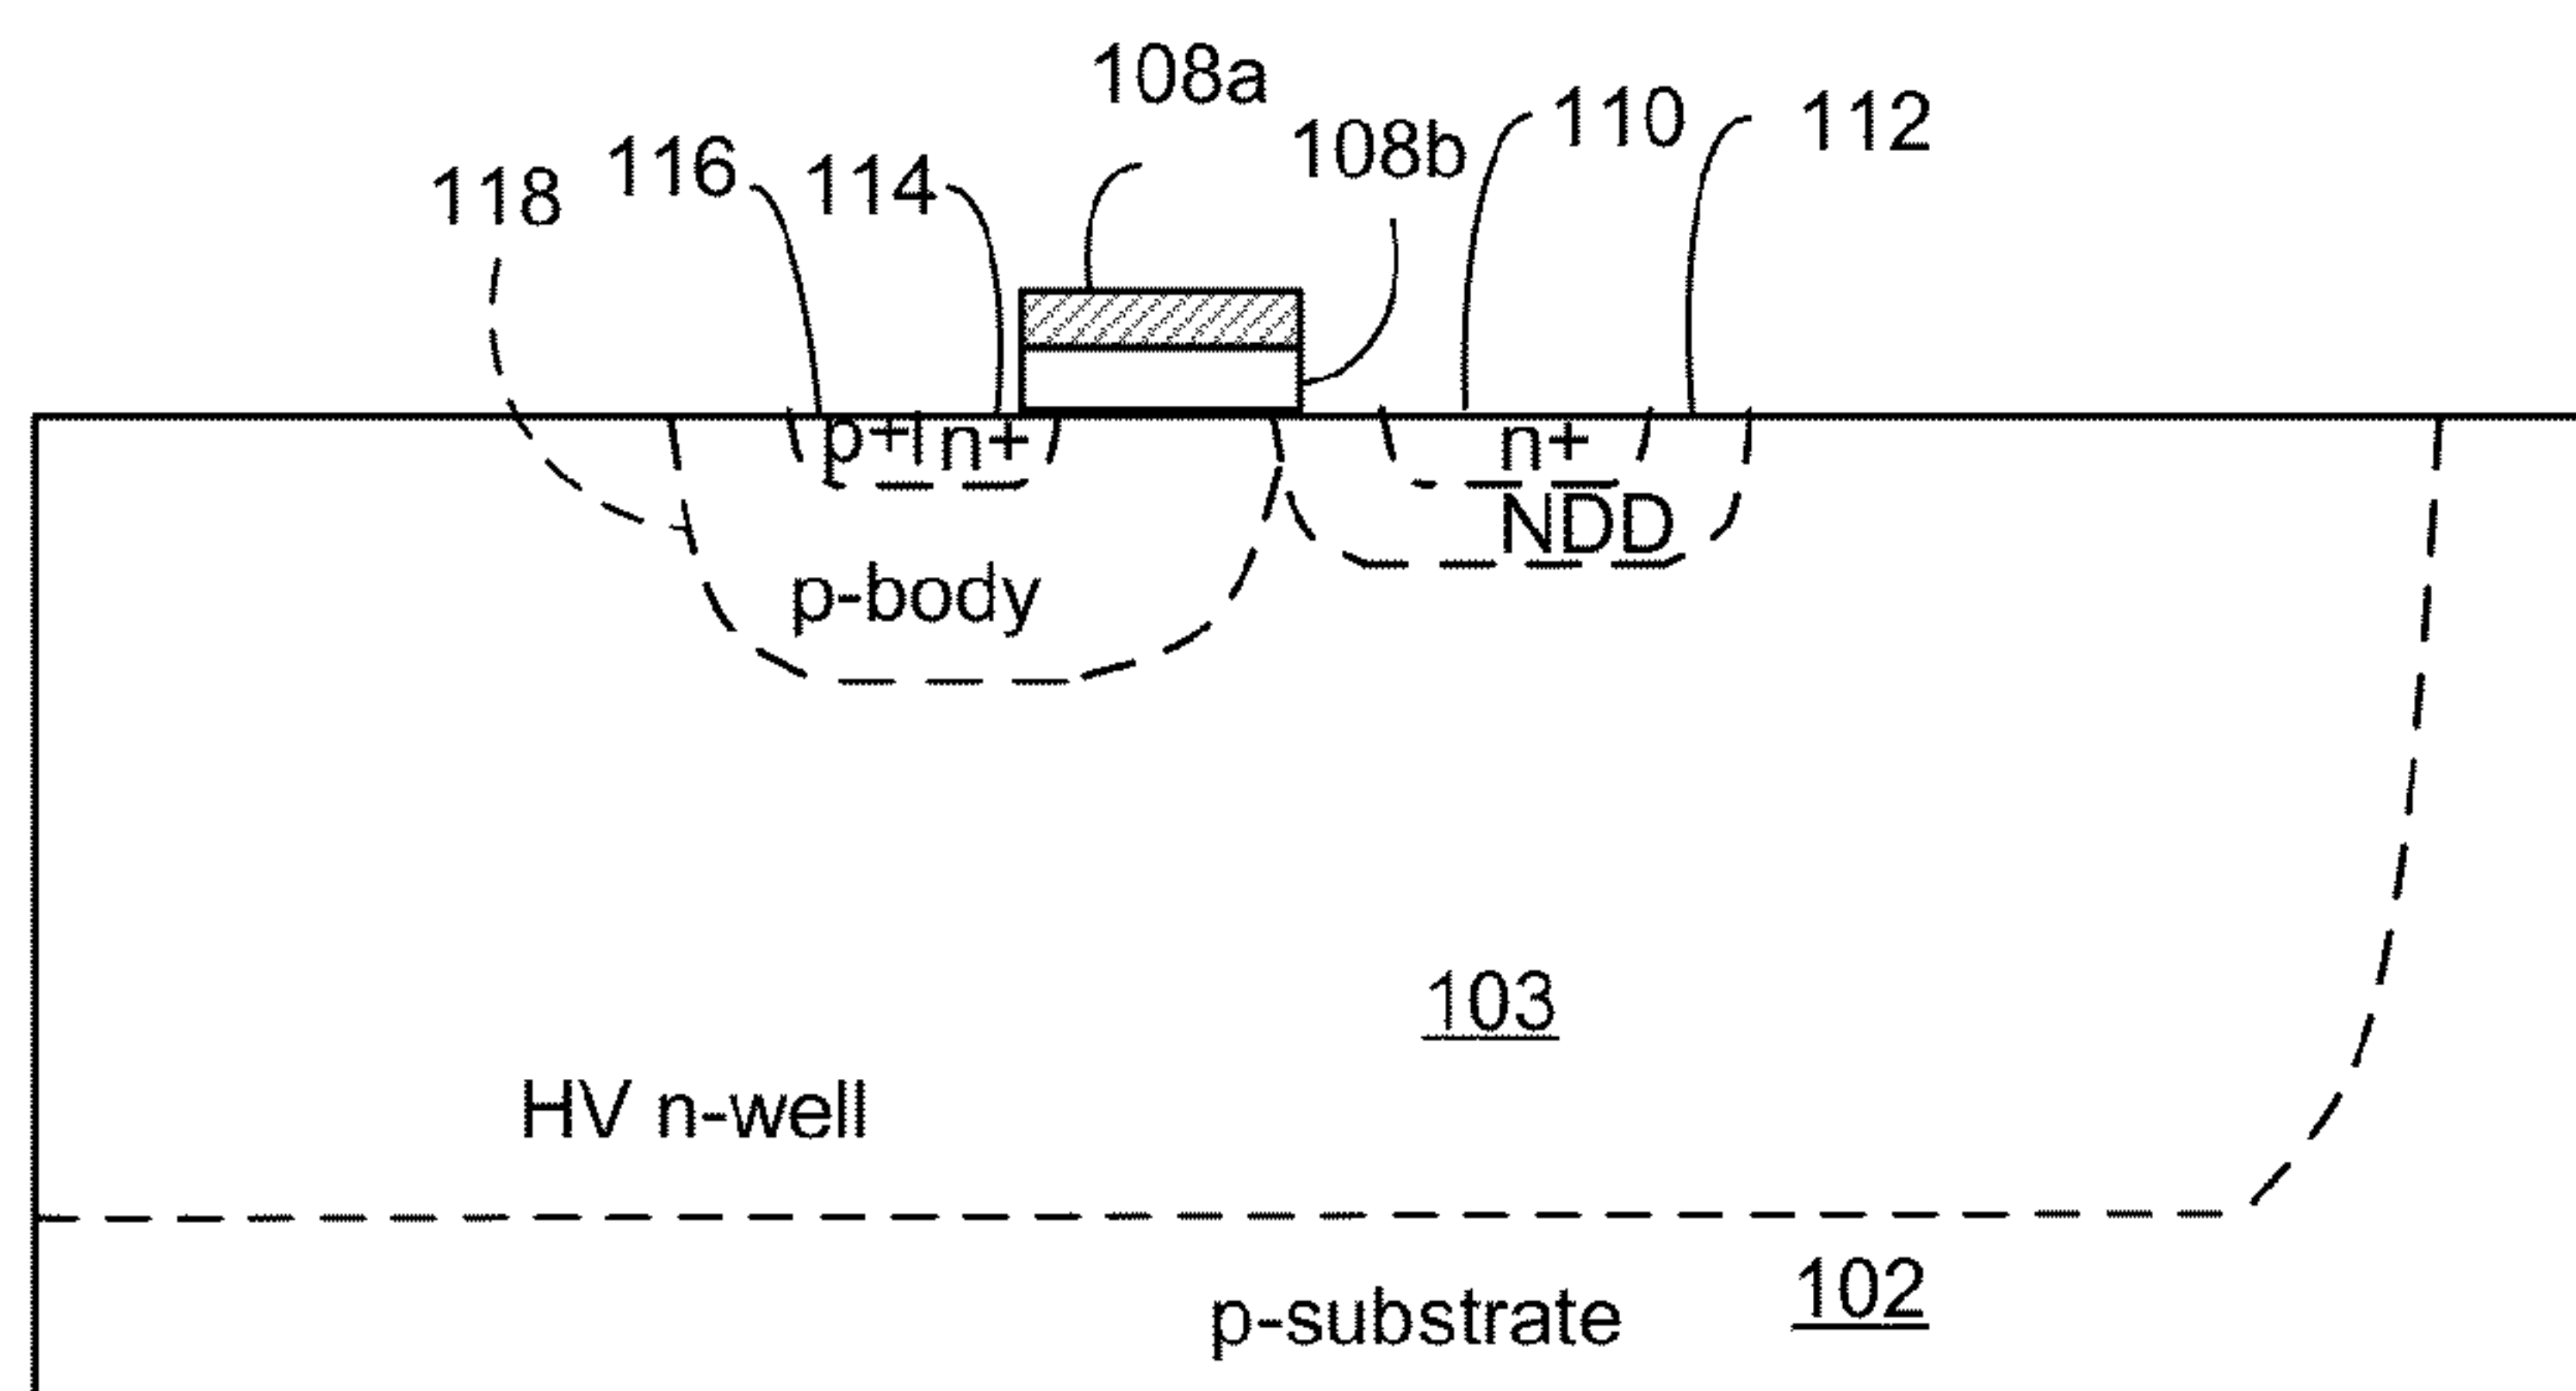 108a
110
112
108b
116
114
118
p+
n+
n+
NDD
p-body
103
HV n-well
102
p-substrate